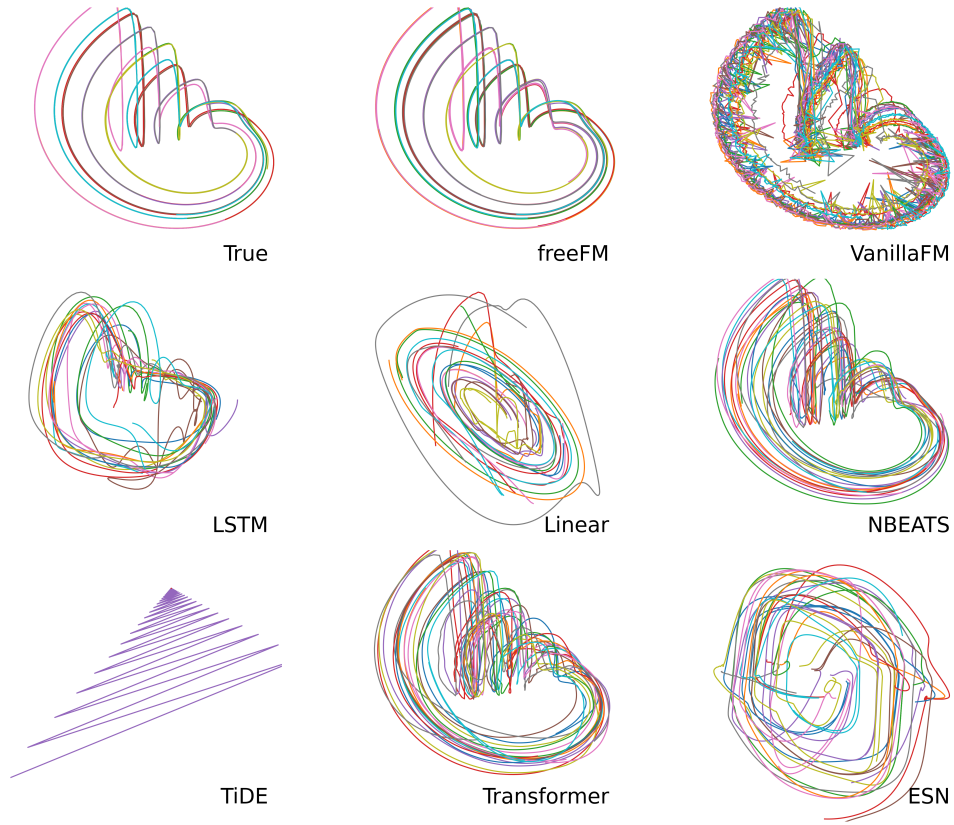 True
freeFM
VanillaFM
LSTM
Linear
NBEATS
TiDE
Transformer
ESN